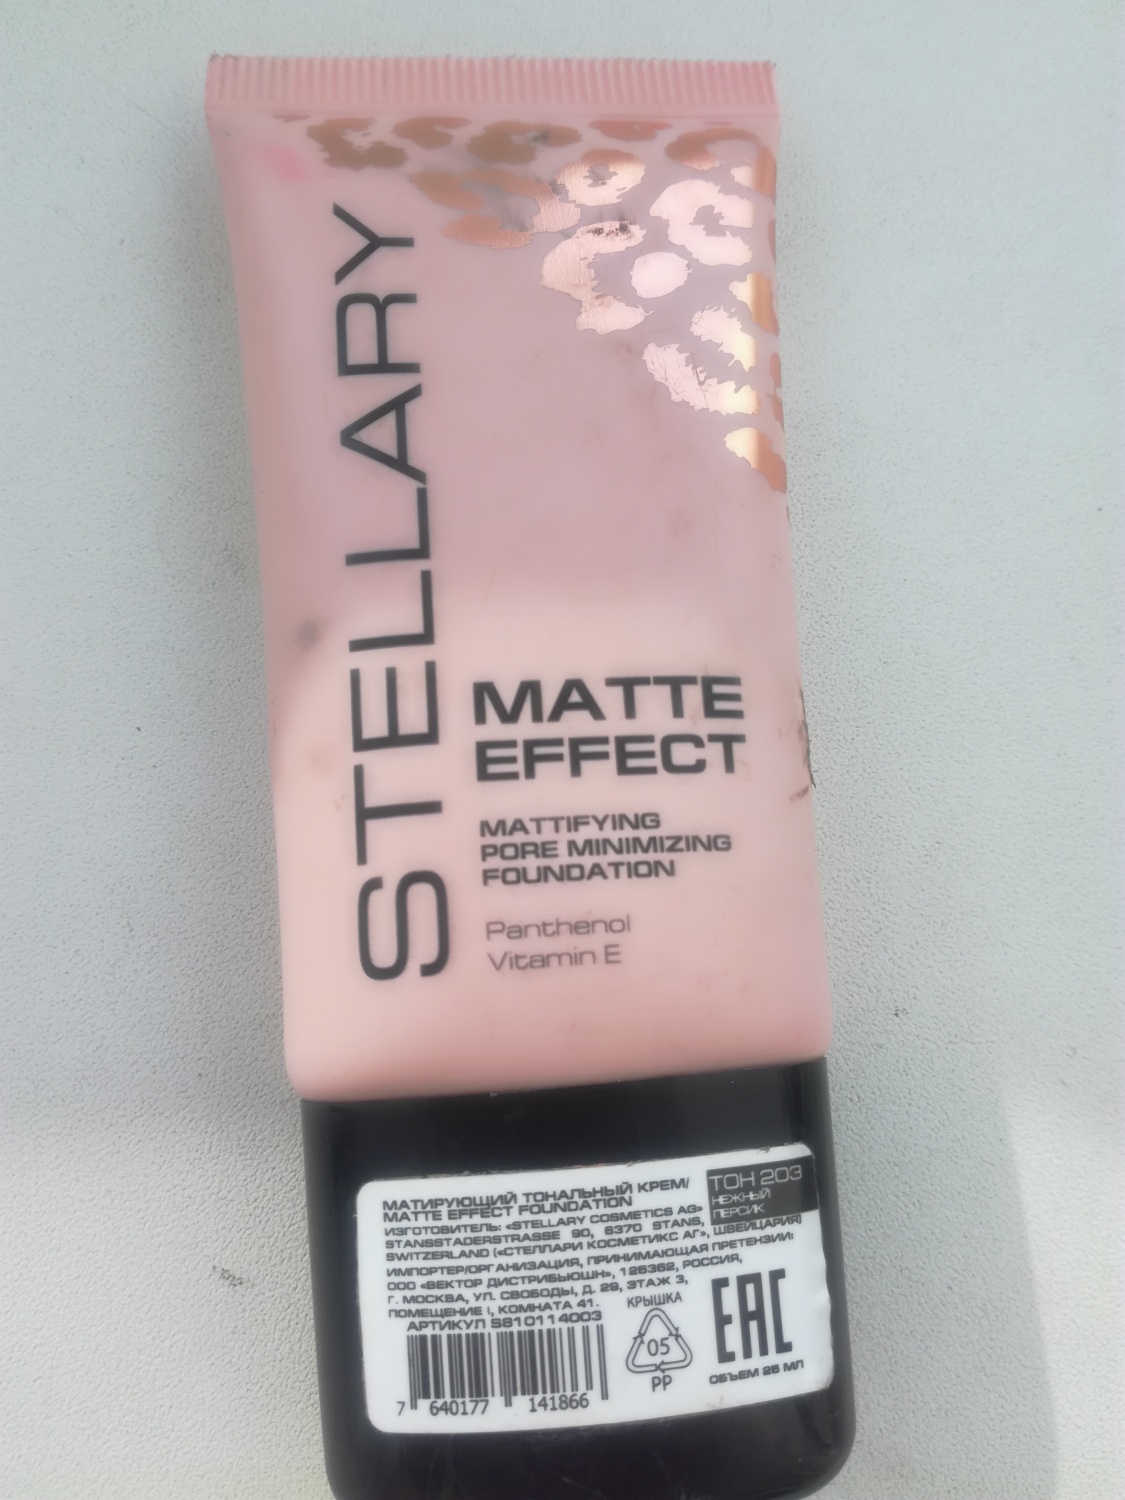 STELLARY
MATTE
EFFECT
MATTIFYING
PORE MINIMIZING
FOUNDATION
Panthenol
Vitamin E
МАТИРУЮЩИЙ ТОНАЛЬНЫЙ КРЕМ/
MATTE EFFECT FOUNDATION
ТОН 203
НЕЖНЫЙ
ПЕРСИК
ИЗГОТОВИТЕЛЬ: «STELLARY COSMETICS AG»
STANSSTADERSTRASSE 90, 6370 STANS,
SWITZERLAND («СТЕЛЛАРИ КОСМЕТИКС АГ», ШВЕЙЦАРИЯ)
ИМПОРТЕР/ОРГАНИЗАЦИЯ, ПРИНИМАЮЩАЯ ПРЕТЕНЗИИ:
ООО «ВЕКТОР ДИСТРИБЬЮШН», 125362, РОССИЯ,
Г. МОСКВА, УЛ. СВОБОДЫ, Д. 29, ЭТАЖ 3,
ПОМЕЩЕНИЕ I, КОМНАТА 41.
АРТИКУЛ S810114003
7 640177 141866
КРЫШКА
05
PP
EAC
ОБЪЕМ 25 МЛ